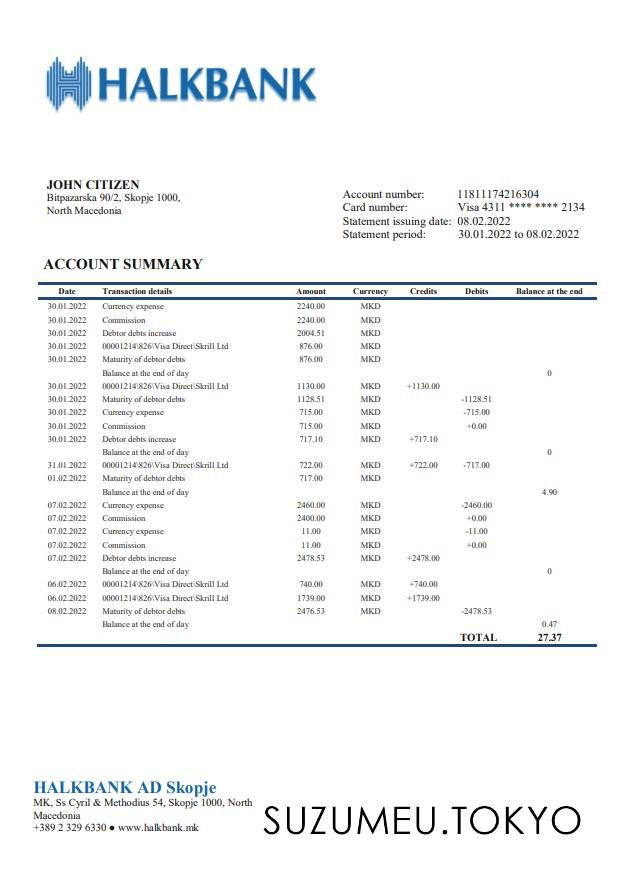 HALKBANK
JOHN CITIZEN
Bitpazarska 90/2, Skopje 1000,
North Macedonia
Account number: 11811174216304
Card number: Visa 4311 **** **** 2134
Statement issuing date: 08.02.2022
Statement period: 30.01.2022 to 08.02.2022
ACCOUNT SUMMARY
Date Transaction details Amount Currency Credits Debits Balance at the end
30.01.2022 Currency expense 2240.00 MKD
30.01.2022 Commission 2240.00 MKD
30.01.2022 Debtor debts increase 2004.51 MKD
30.01.2022 00001214\826\Visa Direct\Skrill Ltd 876.00 MKD
30.01.2022 Maturity of debtor debts 876.00 MKD
Balance at the end of day 0
30.01.2022 00001214\826\Visa Direct\Skrill Ltd 1130.00 MKD +1130.00
30.01.2022 Maturity of debtor debts 1128.51 MKD -1128.51
30.01.2022 Currency expense 715.00 MKD -715.00
30.01.2022 Commission 715.00 MKD +0.00
30.01.2022 Debtor debts increase 717.10 MKD +717.10
Balance at the end of day 0
31.01.2022 00001214\826\Visa Direct\Skrill Ltd 722.00 MKD +722.00 -717.00
01.02.2022 Maturity of debtor debts 717.00 MKD
Balance at the end of day 4.90
07.02.2022 Currency expense 2460.00 MKD -2460.00
07.02.2022 Commission 2400.00 MKD +0.00
07.02.2022 Currency expense 11.00 MKD -11.00
07.02.2022 Commission 11.00 MKD +0.00
07.02.2022 Debtor debts increase 2478.53 MKD +2478.00
Balance at the end of day 0
06.02.2022 00001214\826\Visa Direct\Skrill Ltd 740.00 MKD +740.00
06.02.2022 00001214\826\Visa Direct\Skrill Ltd 1739.00 MKD +1739.00
08.02.2022 Maturity of debtor debts 2476.53 MKD -2478.53
Balance at the end of day 0.47
TOTAL 27.37
HALKBANK AD Skopje
MK, Ss Cyril & Methodius 54, Skopje 1000, North
Macedonia
+389 2 329 6330 ● www.halkbank.mk
SUZUMEU.TOKYO